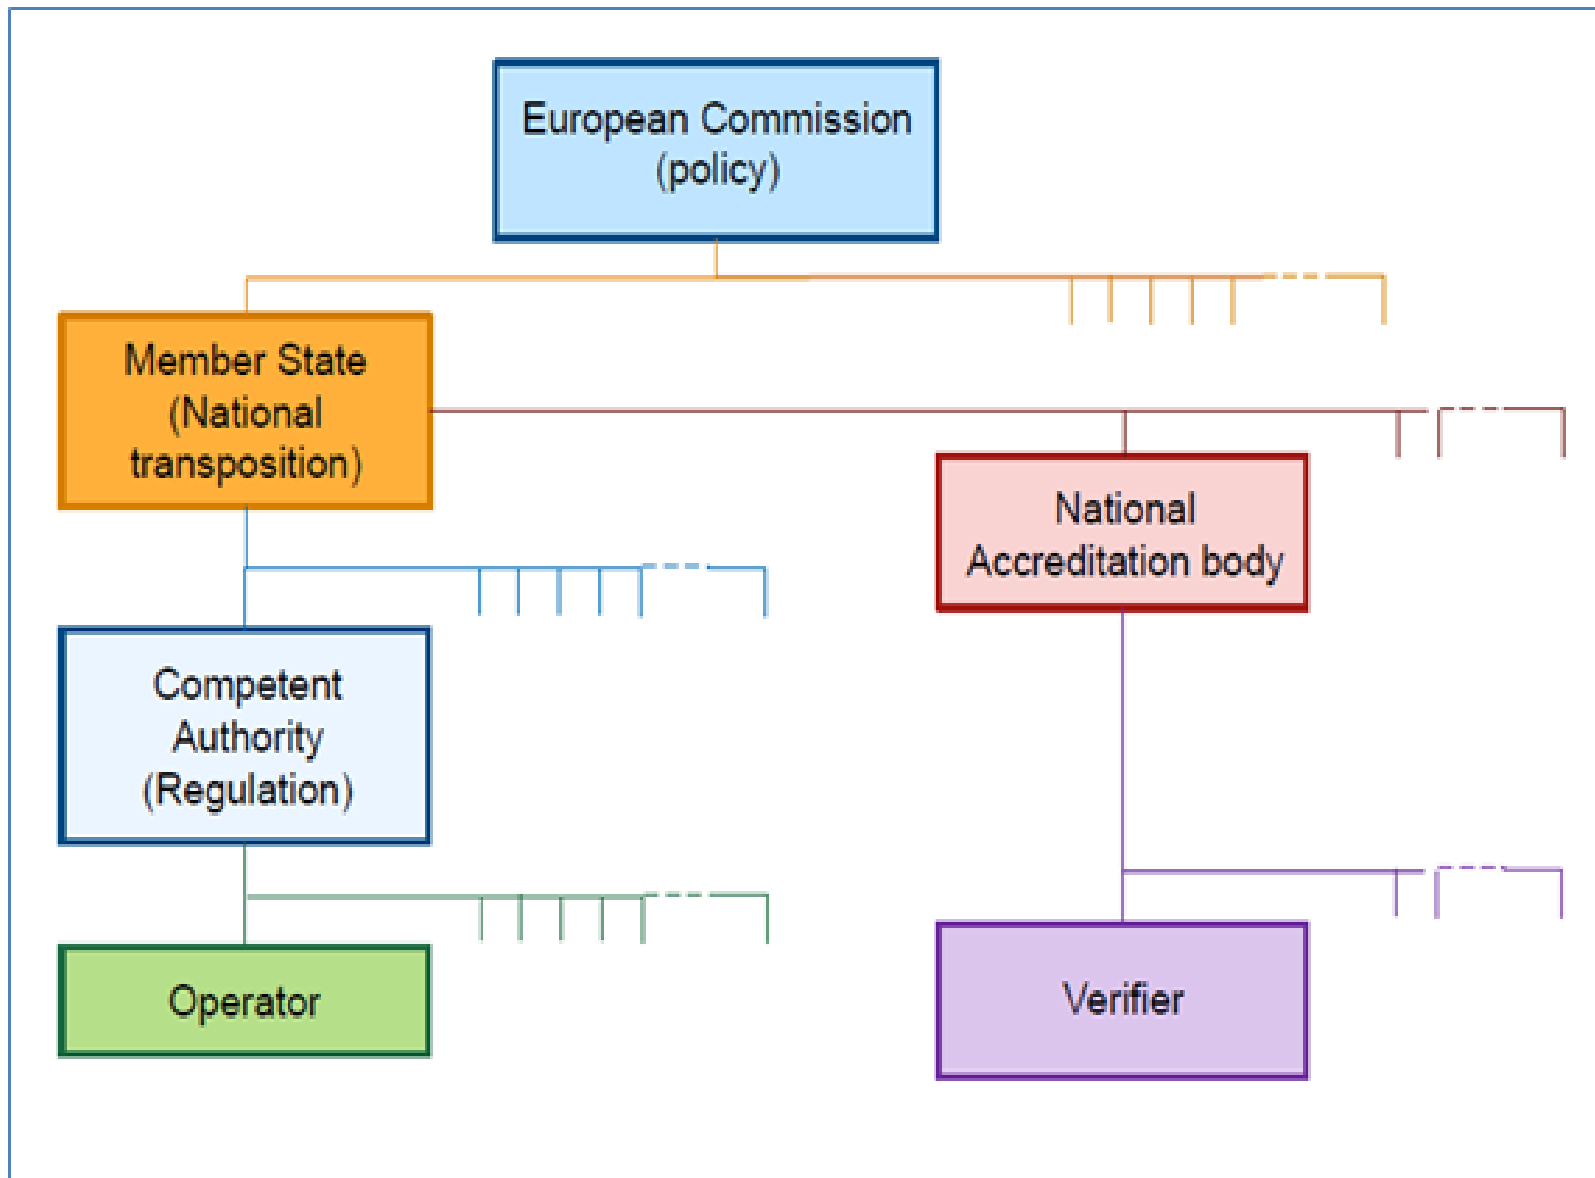 European Commission
(policy)
Member State
(National
transposition)
National
Accreditation body
Competent
Authority
(Regulation)
Operator
Verifier